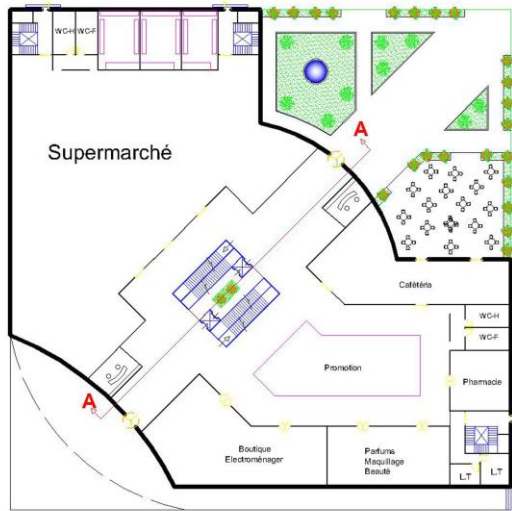 WC-H
WC-F
A
Supermarché
Cafétéria
WC-H
WC-F
Promotion
Pharmacie
A
Boutique
Electroménager
Parfums
Maquillage
Beauté
L.T
L.T